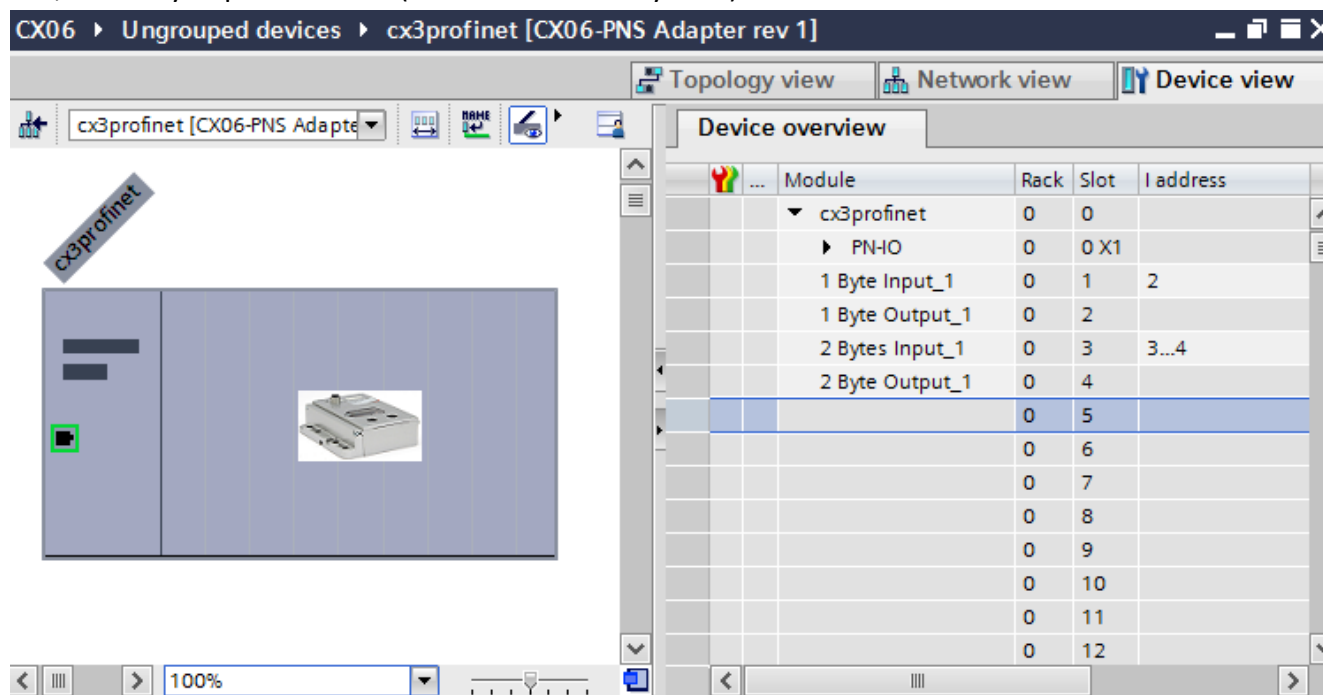 CX06 ▸ Ungrouped devices ▸ cx3profinet [CX06-PNS Adapter rev 1]
Topology view Network view Device view
cx3profinet [CX06-PNS Adapte
NAME
Device overview
... Module Rack Slot I address
cx3profinet 0 0
PN-IO 0 0 X1
1 Byte Input_1 0 1 2
1 Byte Output_1 0 2
2 Bytes Input_1 0 3 3...4
2 Byte Output_1 0 4
0 5
0 6
0 7
0 8
0 9
0 10
0 11
0 12
cx3profinet
100%